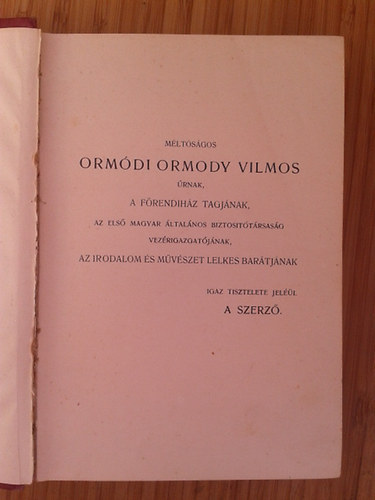 MÉLTÓSÁGOS
ORMÓDI ORMODY VILMOS
ÚRNAK,
A FŐRENDIHÁZ TAGJÁNAK,
AZ ELSŐ MAGYAR ÁLTALÁNOS BIZTOSITÓTÁRSASÁG
VEZÉRIGAZGATÓJÁNAK,
AZ IRODALOM ÉS MŰVÉSZET LELKES BARÁTJÁNAK
IGAZ TISZTELETE JELÉÜL
A SZERZŐ.